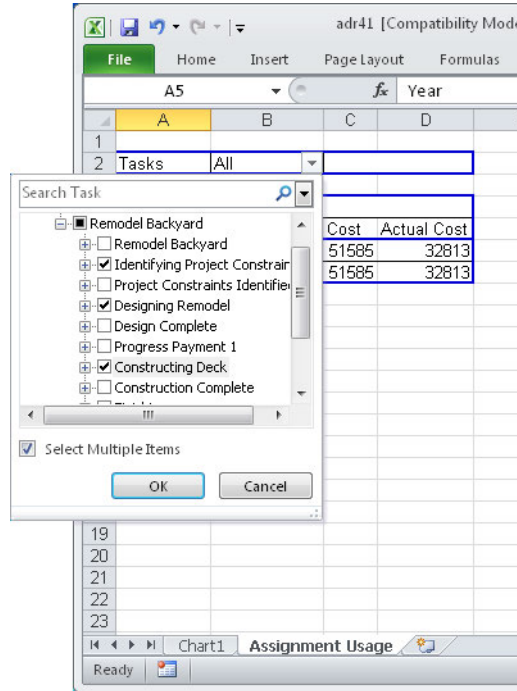 adr41 [Compatibility Mod
File Home Insert Page Layout Formulas
A5 fx Year
A B C D
1
2 Tasks All
Search Task
Remodel Backyard
Remodel Backyard
Cost Actual Cost
Identifying Project Constrain
51585 32813
Project Constraints Identifie
51585 32813
Designing Remodel
Design Complete
Progress Payment 1
Constructing Deck
Construction Complete
Select Multiple Items
OK Cancel
19
20
21
22
23
Chart1 Assignment Usage
Ready